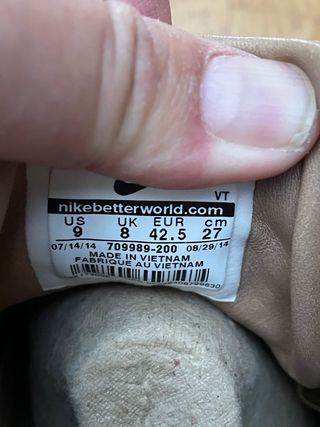 VT
nikebetterworld.com
US UK EUR cm
9 8 42.5 27
07/14/14 709989-200 08/29/14
MADE IN VIETNAM
FABRIQUE AU VIETNAM